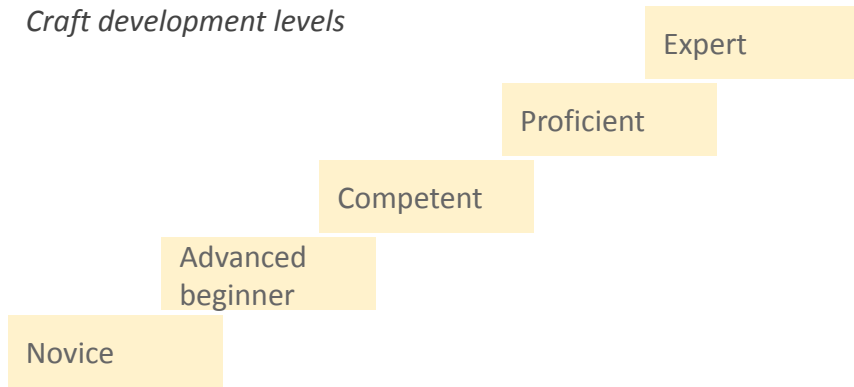 Craft development levels
Expert
Proficient
Competent
Advanced
beginner
Novice